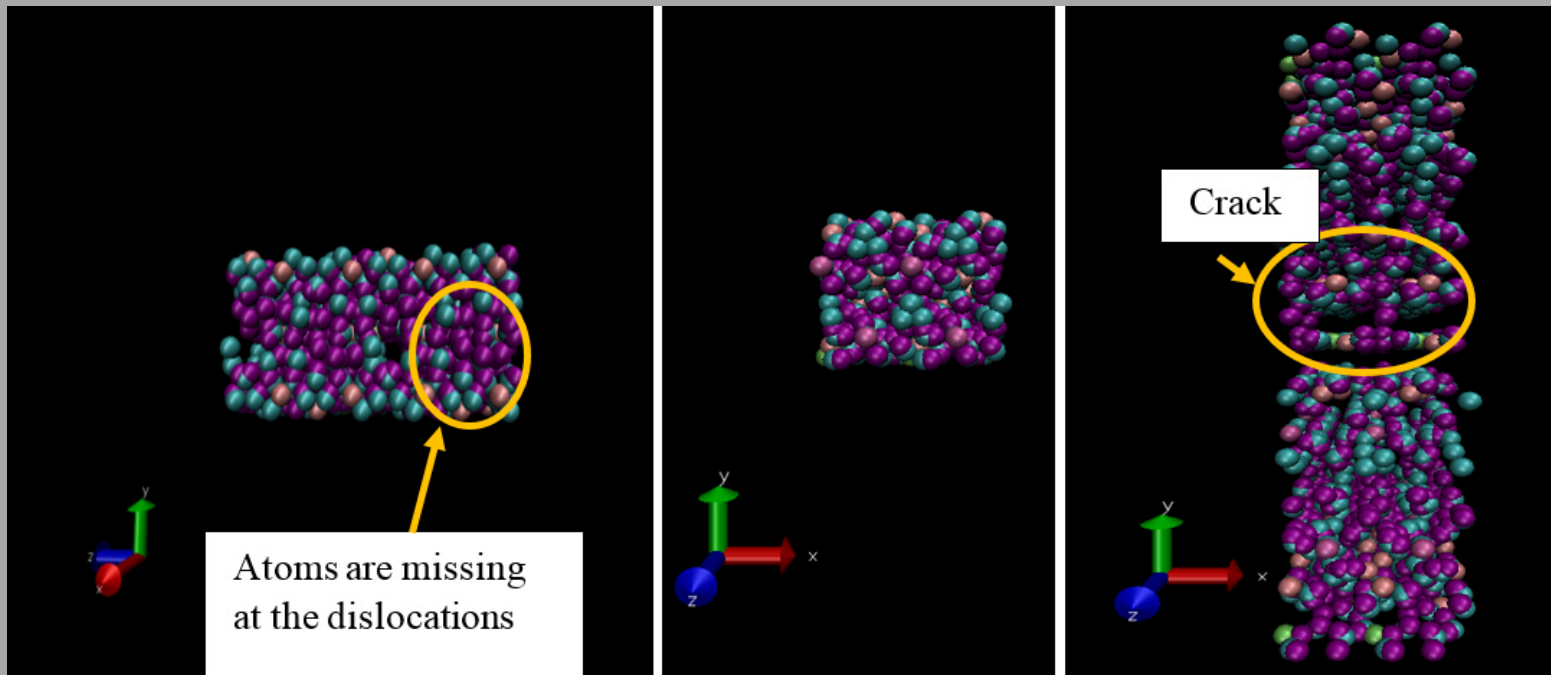 Crack
Atoms are missing
at the dislocations
y
z
x
y
x
z
y
x
z